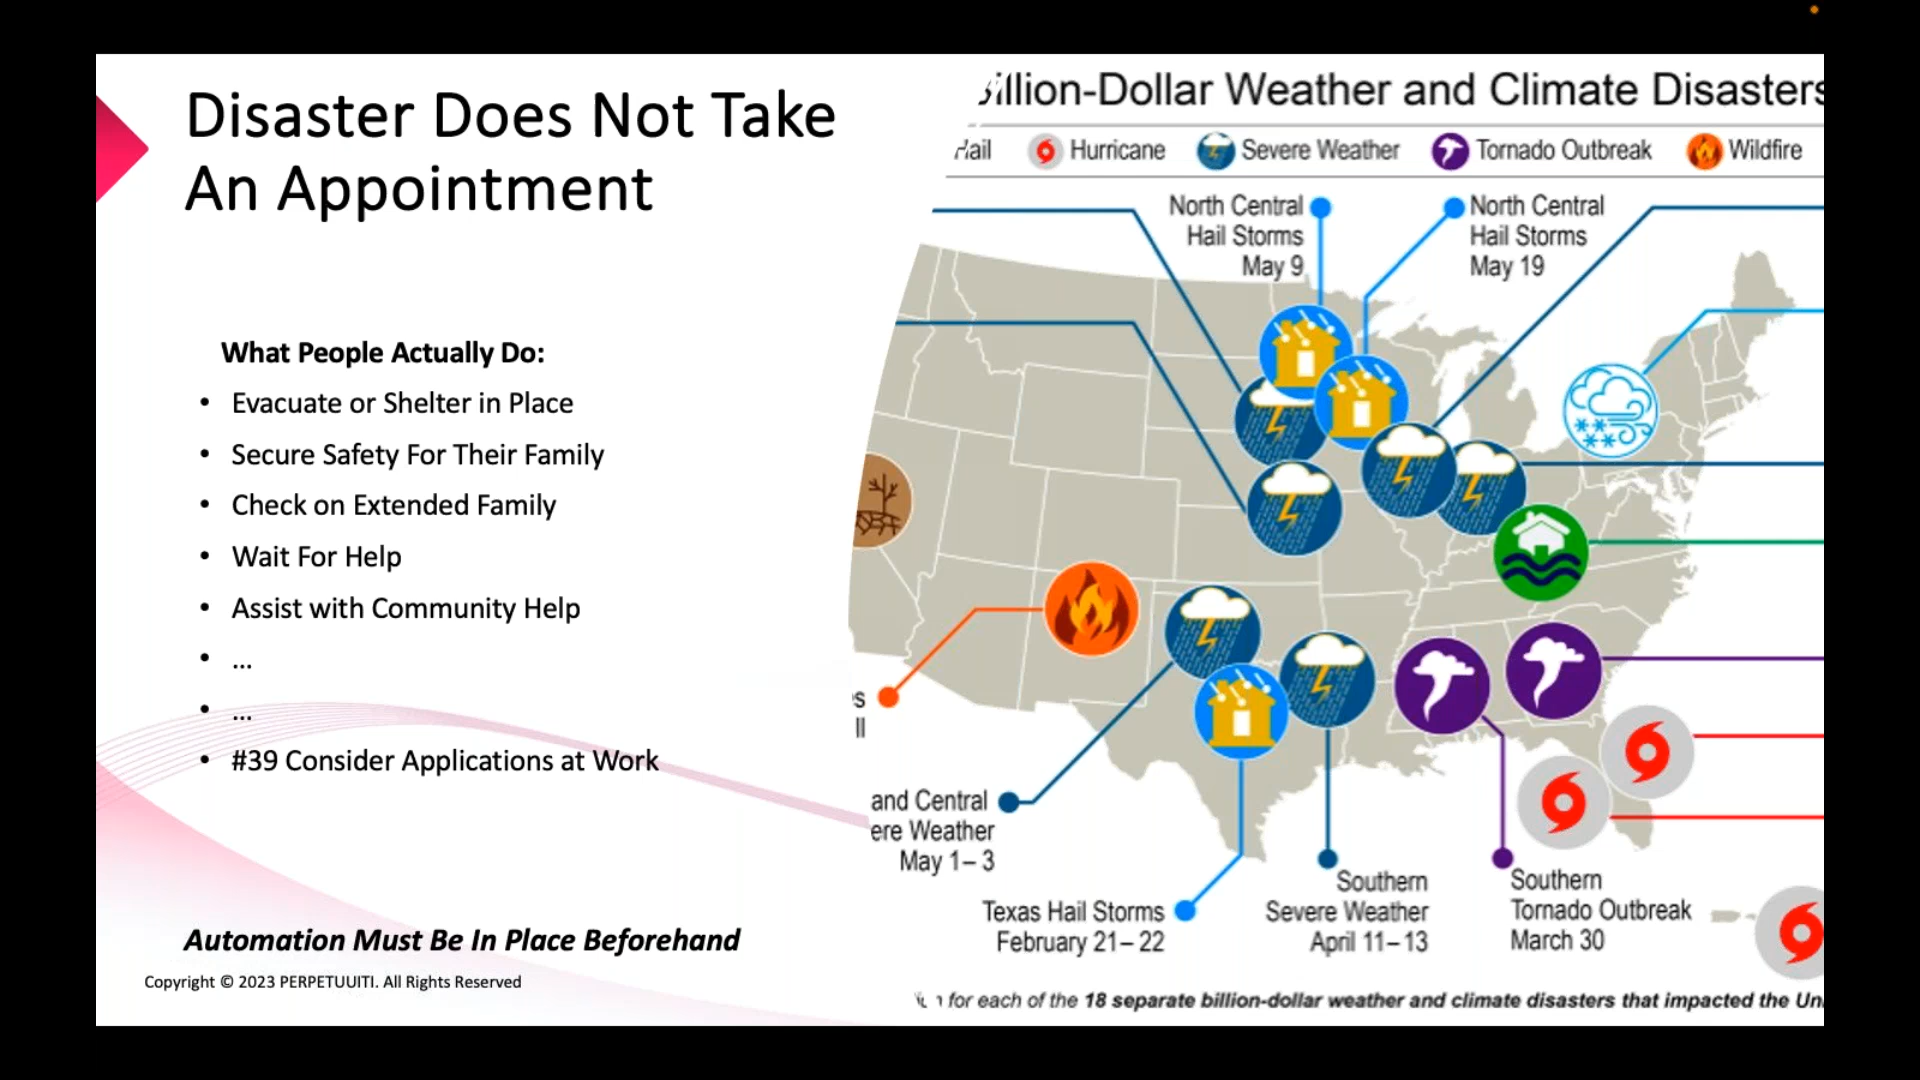 Disaster Does Not Take
An Appointment
What People Actually Do:
• Evacuate or Shelter in Place
• Secure Safety For Their Family
• Check on Extended Family
• Wait For Help
• Assist with Community Help
• ...
• ...
• #39 Consider Applications at Work
Automation Must Be In Place Beforehand
Copyright © 2023 PERPETUUITI. All Rights Reserved
illion-Dollar Weather and Climate Disasters
Hail Hurricane Severe Weather Tornado Outbreak Wildfire
North Central
Hail Storms
May 9
North Central
Hail Storms
May 19
and Central
ere Weather
May 1–3
Texas Hail Storms
February 21–22
Southern
Severe Weather
April 11–13
Southern
Tornado Outbreak
March 30
for each of the 18 separate billion-dollar weather and climate disasters that impacted the Un